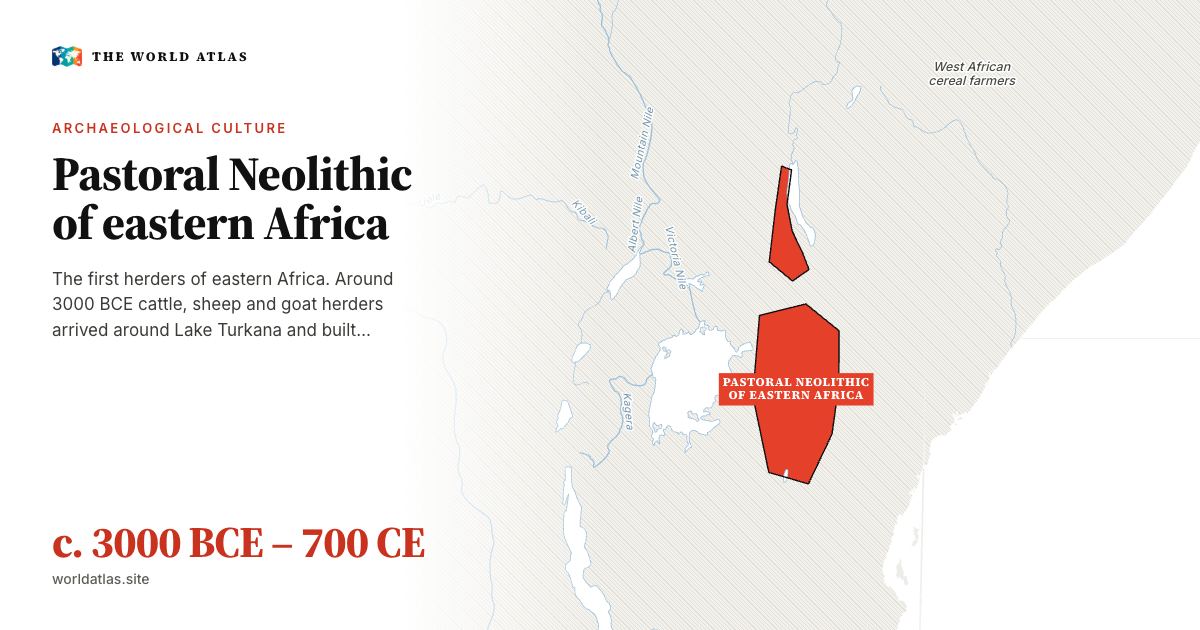 THE WORLD ATLAS
ARCHAEOLOGICAL CULTURE
Pastoral Neolithic
of eastern Africa
The first herders of eastern Africa. Around
3000 BCE cattle, sheep and goat herders
arrived around Lake Turkana and built...
c. 3000 BCE – 700 CE
worldatlas.site
West African
cereal farmers
Mountain Nile
Uele
Kibali
Albert Nile
Victoria Nile
PASTORAL NEOLITHIC
OF EASTERN AFRICA
Kagera